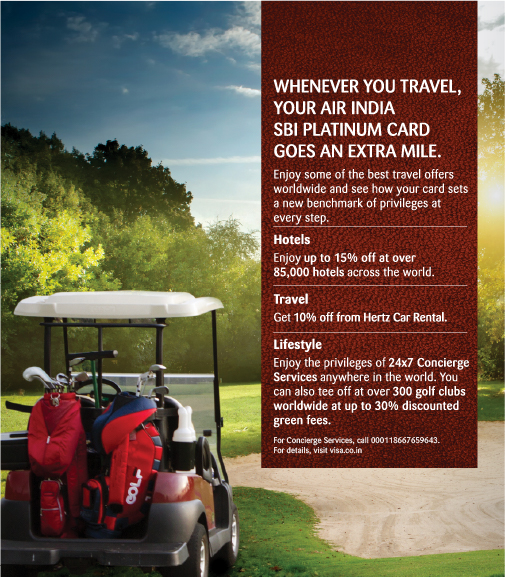 WHENEVER YOU TRAVEL,
YOUR AIR INDIA
SBI PLATINUM CARD
GOES AN EXTRA MILE.
Enjoy some of the best travel offers
worldwide and see how your card sets
a new benchmark of privileges at
every step.
Hotels
Enjoy up to 15% off at over
85,000 hotels across the world.
Travel
Get 10% off from Hertz Car Rental.
Lifestyle
Enjoy the privileges of 24x7 Concierge
Services anywhere in the world. You
can also tee off at over 300 golf clubs
worldwide at up to 30% discounted
green fees.
For Concierge Services, call 000118667659643.
For details, visit visa.co.in
GOLF